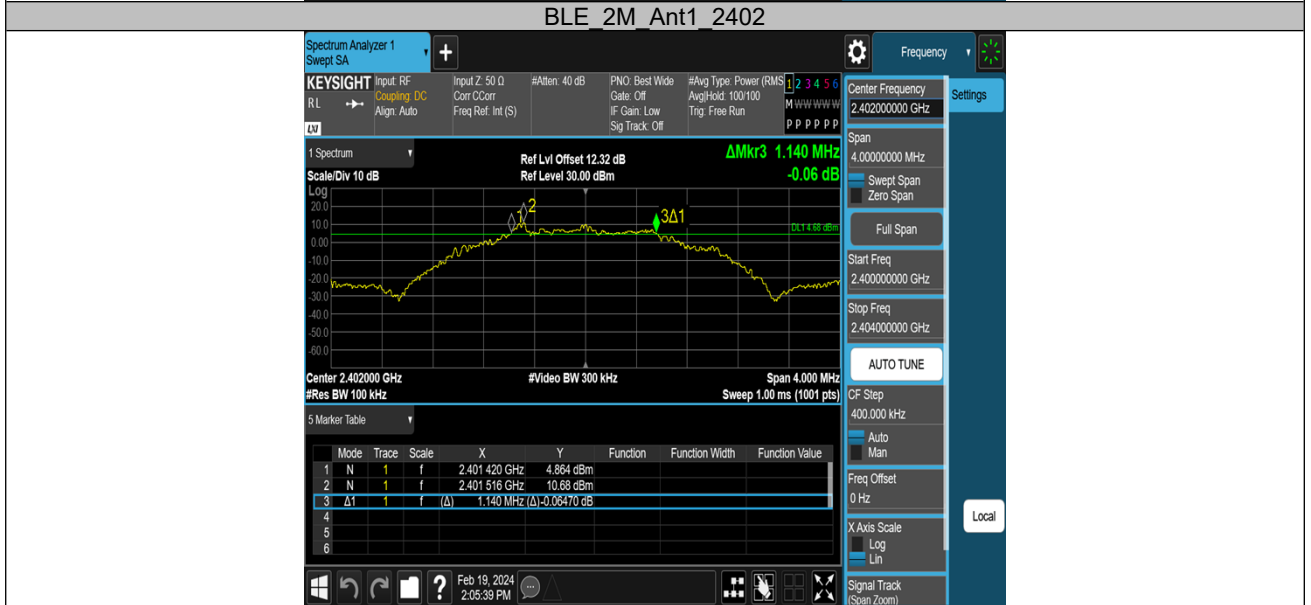 BLE_2M_Ant1_2402
Spectrum Analyzer 1
Swept SA
+
Frequency
KEYSIGHT
RL
LXI
Input: RF
Coupling: DC
Align: Auto
Input Z: 50 Ω
Corr CCorr
Freq Ref: Int (S)
#Atten: 40 dB
PNO: Best Wide
Gate: Off
IF Gain: Low
Sig Track: Off
#Avg Type: Power (RMS
Avg|Hold: 100/100
Trig: Free Run
1 2 3 4 5 6
M W W W W W
P P P P P P
1 Spectrum
Scale/Div 10 dB
Ref Lvl Offset 12.32 dB
Ref Level 30.00 dBm
ΔMkr3 1.140 MHz
-0.06 dB
Log
20.0
10.0
0.00
-10.0
-20.0
-30.0
-40.0
-50.0
-60.0
1
2
3Δ1
DL1 4.68 dBm
Center 2.402000 GHz
#Video BW 300 kHz
Span 4.000 MHz
#Res BW 100 kHz
Sweep 1.00 ms (1001 pts)
5 Marker Table
Mode Trace Scale X Y Function Function Width Function Value
1 N 1 f 2.401 420 GHz 4.864 dBm
2 N 1 f 2.401 516 GHz 10.68 dBm
3 Δ1 1 f (Δ) 1.140 MHz (Δ)-0.06470 dB
4
5
6
Feb 19, 2024
2:05:39 PM
Center Frequency
2.402000000 GHz
Settings
Span
4.00000000 MHz
Swept Span
Zero Span
Full Span
Start Freq
2.400000000 GHz
Stop Freq
2.404000000 GHz
AUTO TUNE
CF Step
400.000 kHz
Auto
Man
Freq Offset
0 Hz
Local
X Axis Scale
Log
Lin
Signal Track
(Span Zoom)